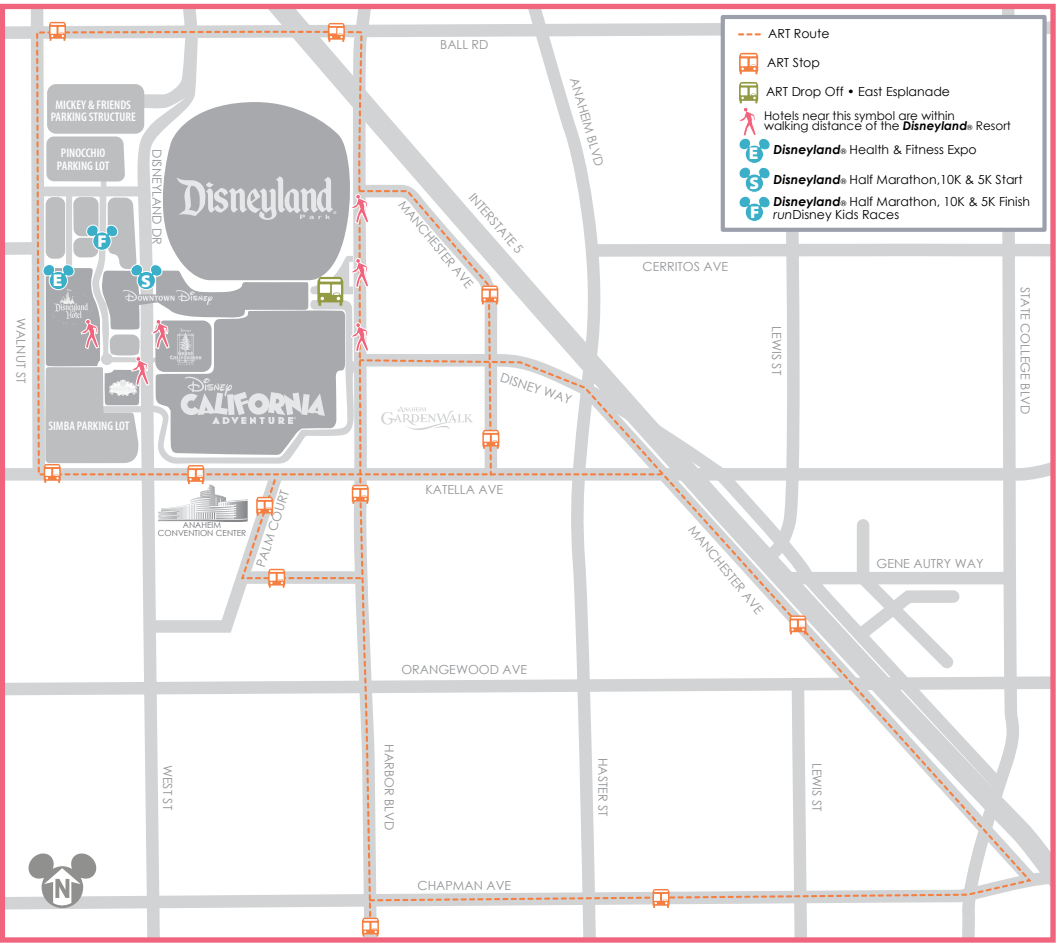 BALL RD
ART Route
ART Stop
ART Drop Off • East Esplanade
Hotels near this symbol are within
walking distance of the Disneyland® Resort
E Disneyland® Health & Fitness Expo
S Disneyland® Half Marathon,10K & 5K Start
F Disneyland® Half Marathon, 10K & 5K Finish
runDisney Kids Races
MICKEY & FRIENDS
PARKING STRUCTURE
PINOCCHIO
PARKING LOT
DISNEYLAND DR
Disneyland
Park
ANAHEIM BLVD
INTERSTATE 5
MANCHESTER AVE
CERRITOS AVE
F
E
S
Disneyland
Hotel
DOWNTOWN DISNEY
WALNUT ST
LEWIS ST
STATE COLLEGE BLVD
Disney
CALIFORNIA
ADVENTURE
DISNEY WAY
ANAHEIM
GARDENWALK
SIMBA PARKING LOT
KATELLA AVE
ANAHEIM
CONVENTION CENTER
PALM COURT
MANCHESTER AVE
GENE AUTRY WAY
ORANGEWOOD AVE
WEST ST
HARBOR BLVD
HASTER ST
LEWIS ST
N
CHAPMAN AVE